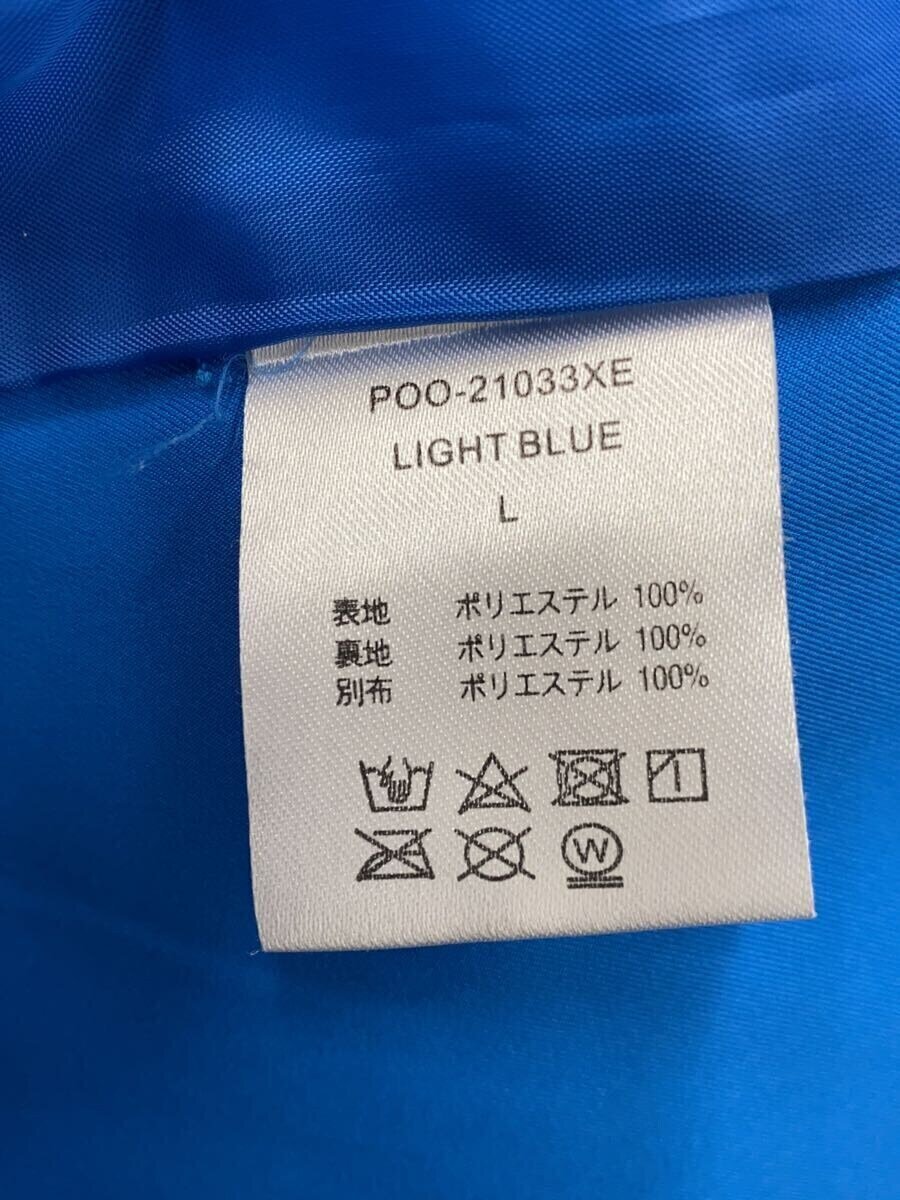 POO-21033XE
LIGHT BLUE
L
表地 ポリエステル 100%
裏地 ポリエステル 100%
別布 ポリエステル 100%
W